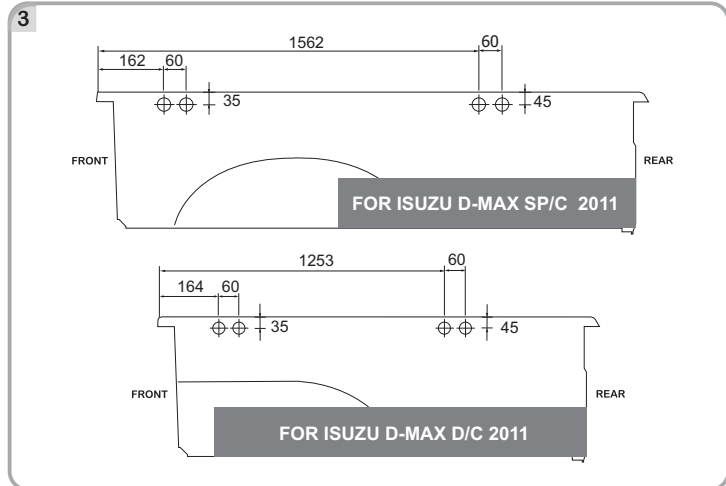 3
1562
60
162
60
35
45
FRONT
REAR
FOR ISUZU D-MAX SP/C 2011
1253
60
164
60
35
45
FRONT
REAR
FOR ISUZU D-MAX D/C 2011